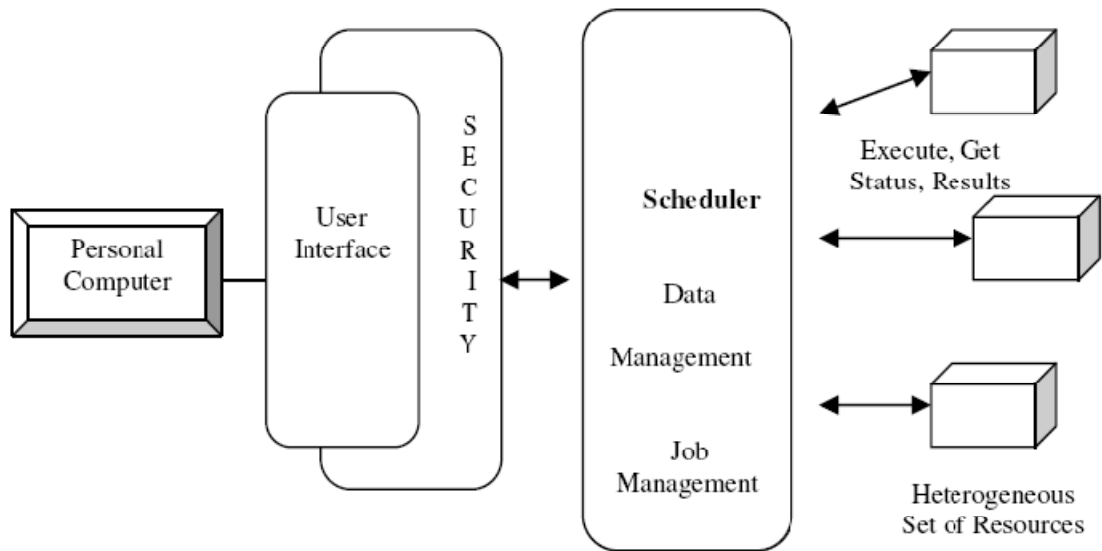 Personal
Computer
User
Interface
S
E
C
U
R
I
T
Y
Scheduler
Data
Management
Job
Management
Execute, Get
Status, Results
Heterogeneous
Set of Resources